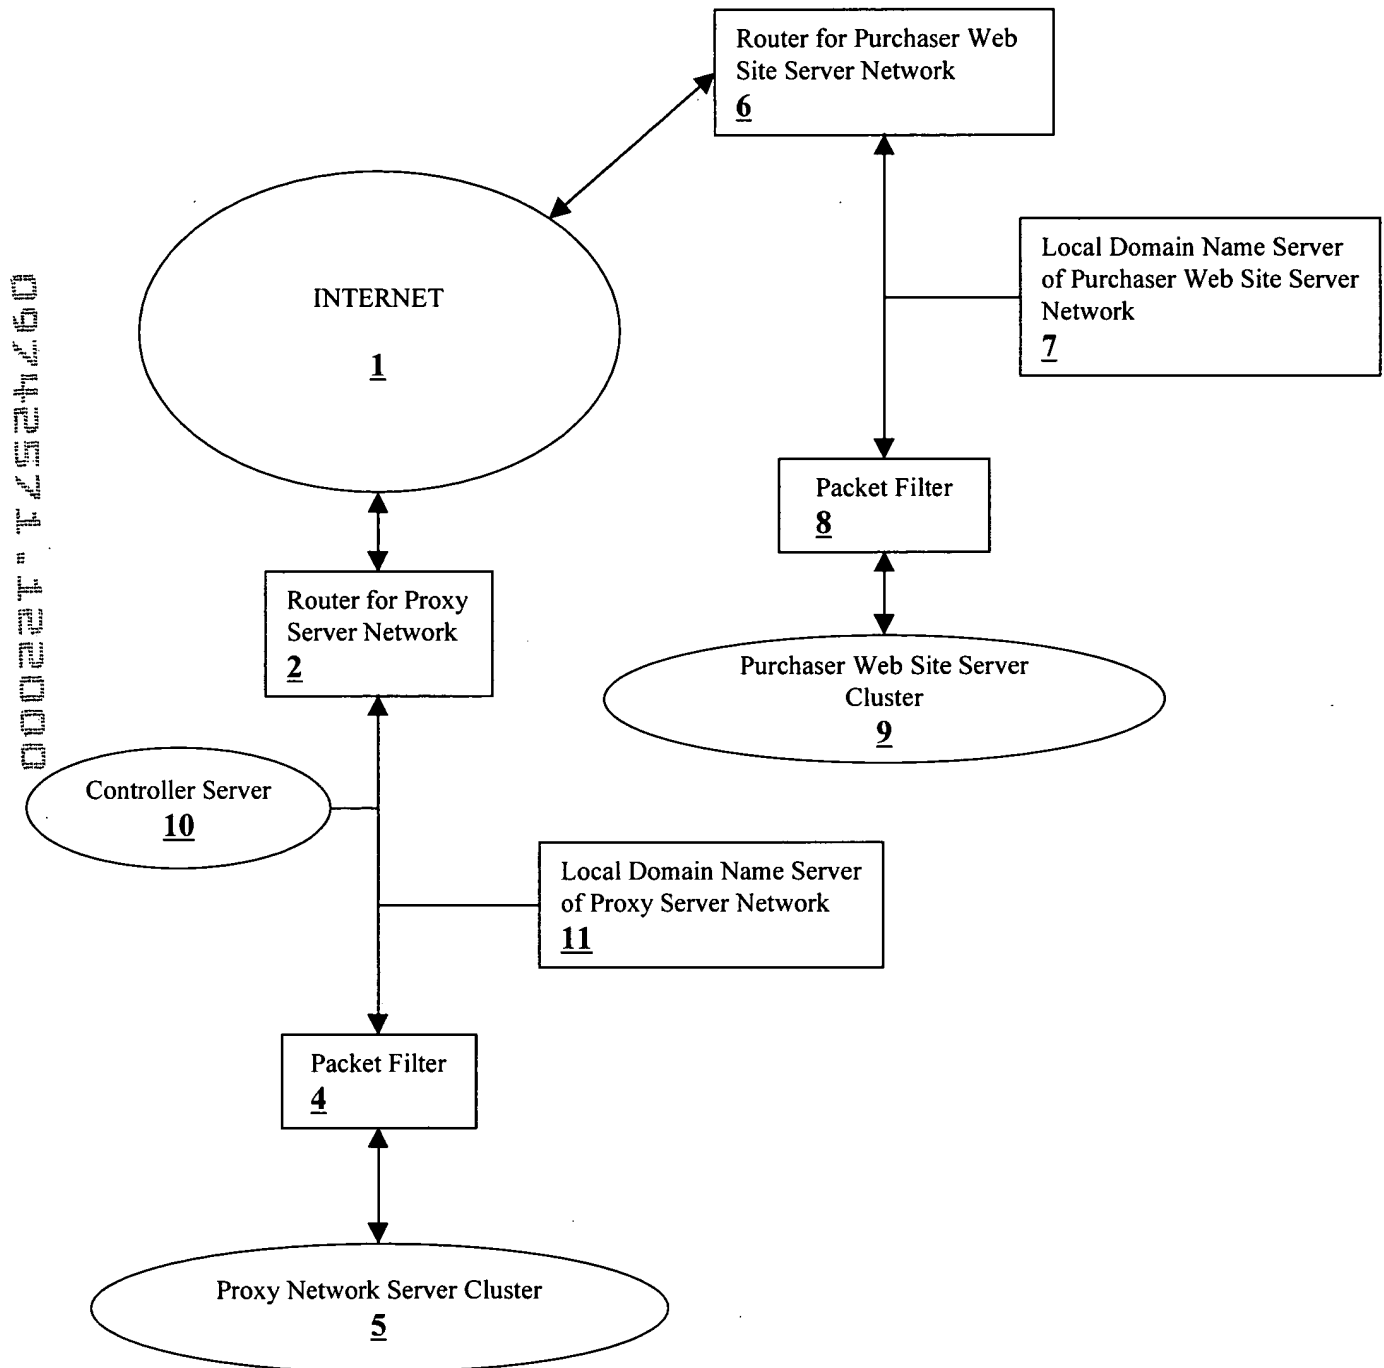 Router for Purchaser Web
Site Server Network
6
Local Domain Name Server
of Purchaser Web Site Server
Network
7
INTERNET
1
Packet Filter
8
Router for Proxy
Server Network
2
Purchaser Web Site Server
Cluster
9
Controller Server
10
Local Domain Name Server
of Proxy Server Network
11
Packet Filter
4
Proxy Network Server Cluster
5
09742571.122000